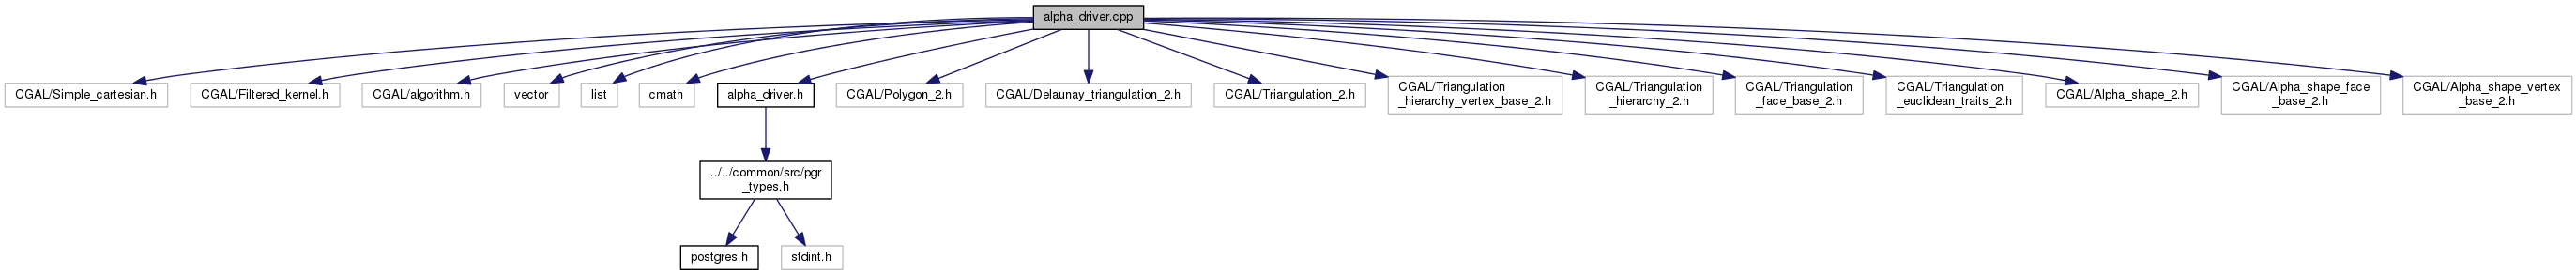 alpha_driver.cpp
CGAL/Simple_cartesian.h
CGAL/Filtered_kernel.h
CGAL/algorithm.h
vector
list
cmath
alpha_driver.h
CGAL/Polygon_2.h
CGAL/Delaunay_triangulation_2.h
CGAL/Triangulation_2.h
CGAL/Triangulation
_hierarchy_vertex_base_2.h
CGAL/Triangulation
_hierarchy_2.h
CGAL/Triangulation
_face_base_2.h
CGAL/Triangulation
_euclidean_traits_2.h
CGAL/Alpha_shape_2.h
CGAL/Alpha_shape_face
_base_2.h
CGAL/Alpha_shape_vertex
_base_2.h
../../common/src/pgr
_types.h
postgres.h
stdint.h